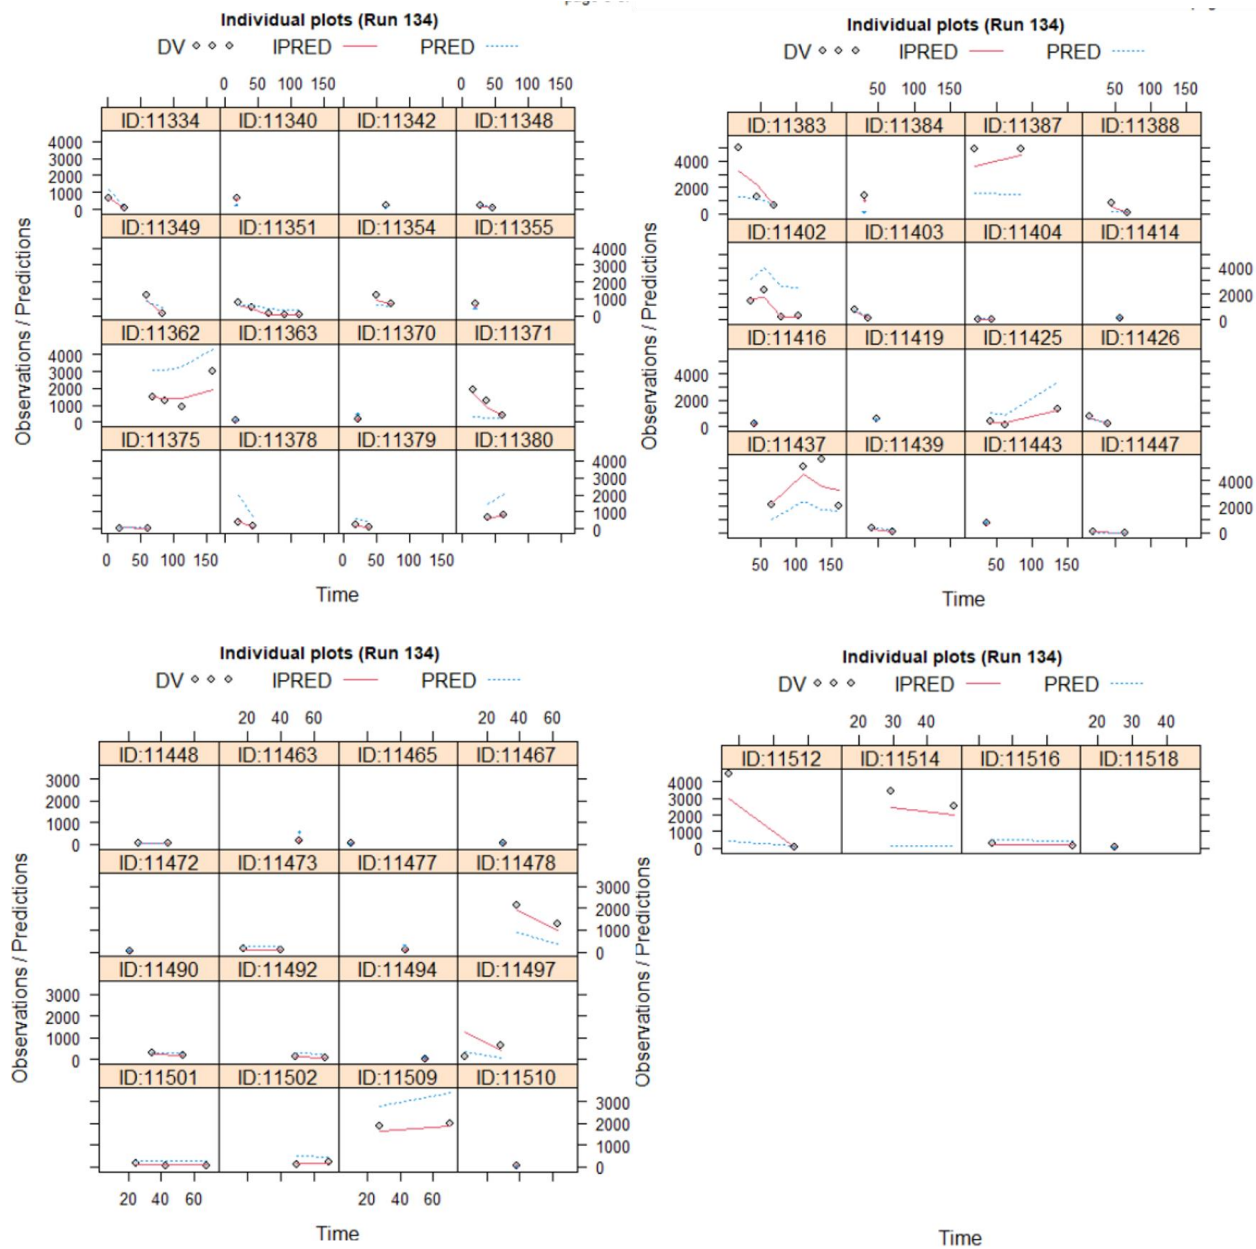 Individual plots (Run 134)
DV IPRED PRED
0 50 150 0 50 150
ID:11334 ID:11340 ID:11342 ID:11348
4000
3000
2000
1000
0
4000
3000
2000
1000
0
ID:11349 ID:11351 ID:11354 ID:11355
4000
3000
2000
1000
0
ID:11362 ID:11363 ID:11370 ID:11371
4000
3000
2000
1000
0
ID:11375 ID:11378 ID:11379 ID:11380
4000
3000
2000
1000
0
0 50 100 150 0 50 100 150
Time
Observations / Predictions
Individual plots (Run 134)
DV IPRED PRED
50 100 150 50 100 150
ID:11383 ID:11384 ID:11387 ID:11388
4000
2000
0
ID:11402 ID:11403 ID:11404 ID:11414
4000
2000
0
ID:11416 ID:11419 ID:11425 ID:11426
4000
2000
0
ID:11437 ID:11439 ID:11443 ID:11447
4000
2000
0
50 100 150 50 100 150
Time
Observations / Predictions
Individual plots (Run 134)
DV IPRED PRED
20 40 60 20 40 60
ID:11448 ID:11463 ID:11465 ID:11467
3000
2000
1000
0
ID:11472 ID:11473 ID:11477 ID:11478
3000
2000
1000
0
ID:11490 ID:11492 ID:11494 ID:11497
3000
2000
1000
0
ID:11501 ID:11502 ID:11509 ID:11510
3000
2000
1000
0
20 40 60 20 40 60
Time
Observations / Predictions
Individual plots (Run 134)
DV IPRED PRED
20 30 40 20 30 40
ID:11512 ID:11514 ID:11516 ID:11518
4000
3000
2000
1000
0
Time
Observations / Predictions